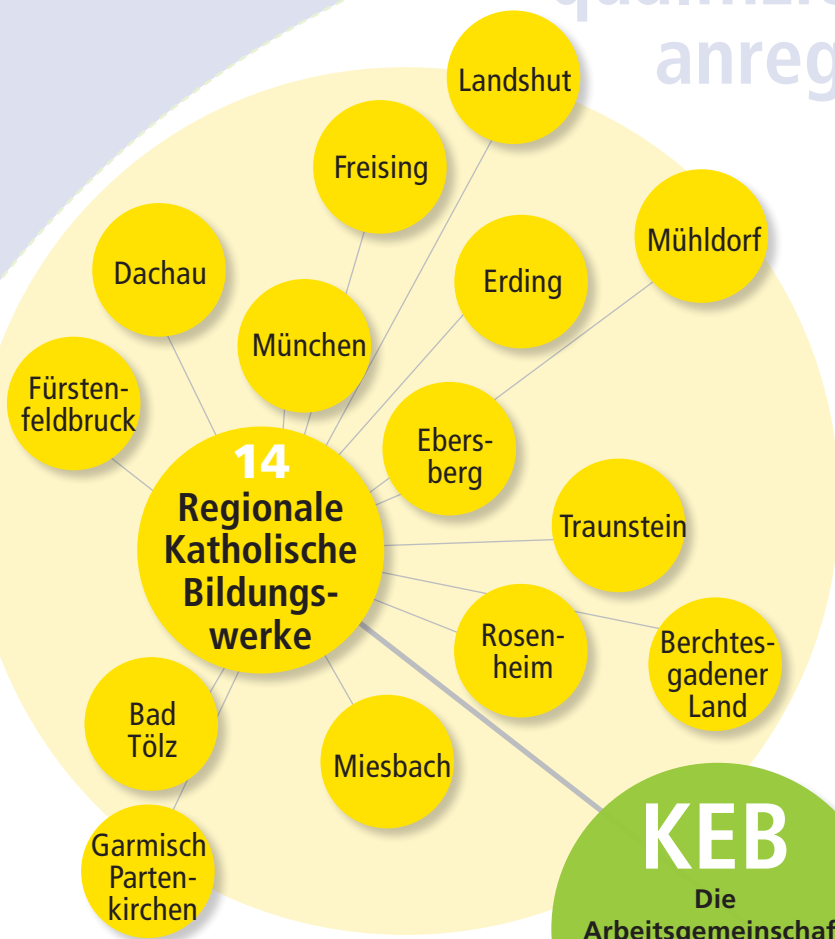 anreg
Landshut
Freising
Mühldorf
Dachau
Erding
München
Fürsten-
feldbruck
Ebers-
berg
14
Regionale
Katholische
Bildungs-
werke
Traunstein
Rosen-
heim
Berchtes-
gadener
Land
Bad
Tölz
Miesbach
Garmisch
Parten-
kirchen
KEB
Die
Arbeitsgemeinschaf